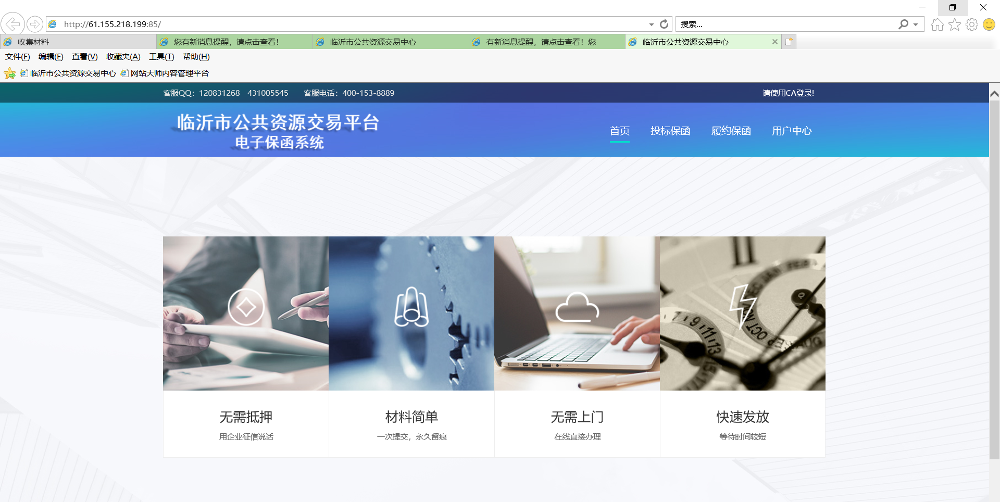 http://61.155.218.199:85/
搜索...
收集材料
您有新消息提醒，请点击查看！
临沂市公共资源交易中心
有新消息提醒，请点击查看！您
临沂市公共资源交易中心
文件(F) 编辑(E) 查看(V) 收藏夹(A) 工具(T) 帮助(H)
临沂市公共资源交易中心 网站大师内容管理平台
客服QQ：120831268 431005545 客服电话：400-153-8889
请使用CA登录!
临沂市公共资源交易平台
电子保函系统
首页 投标保函 履约保函 用户中心
无需抵押
用企业征信说话
材料简单
一次提交，永久留痕
无需上门
在线直接办理
快速发放
等待时间较短